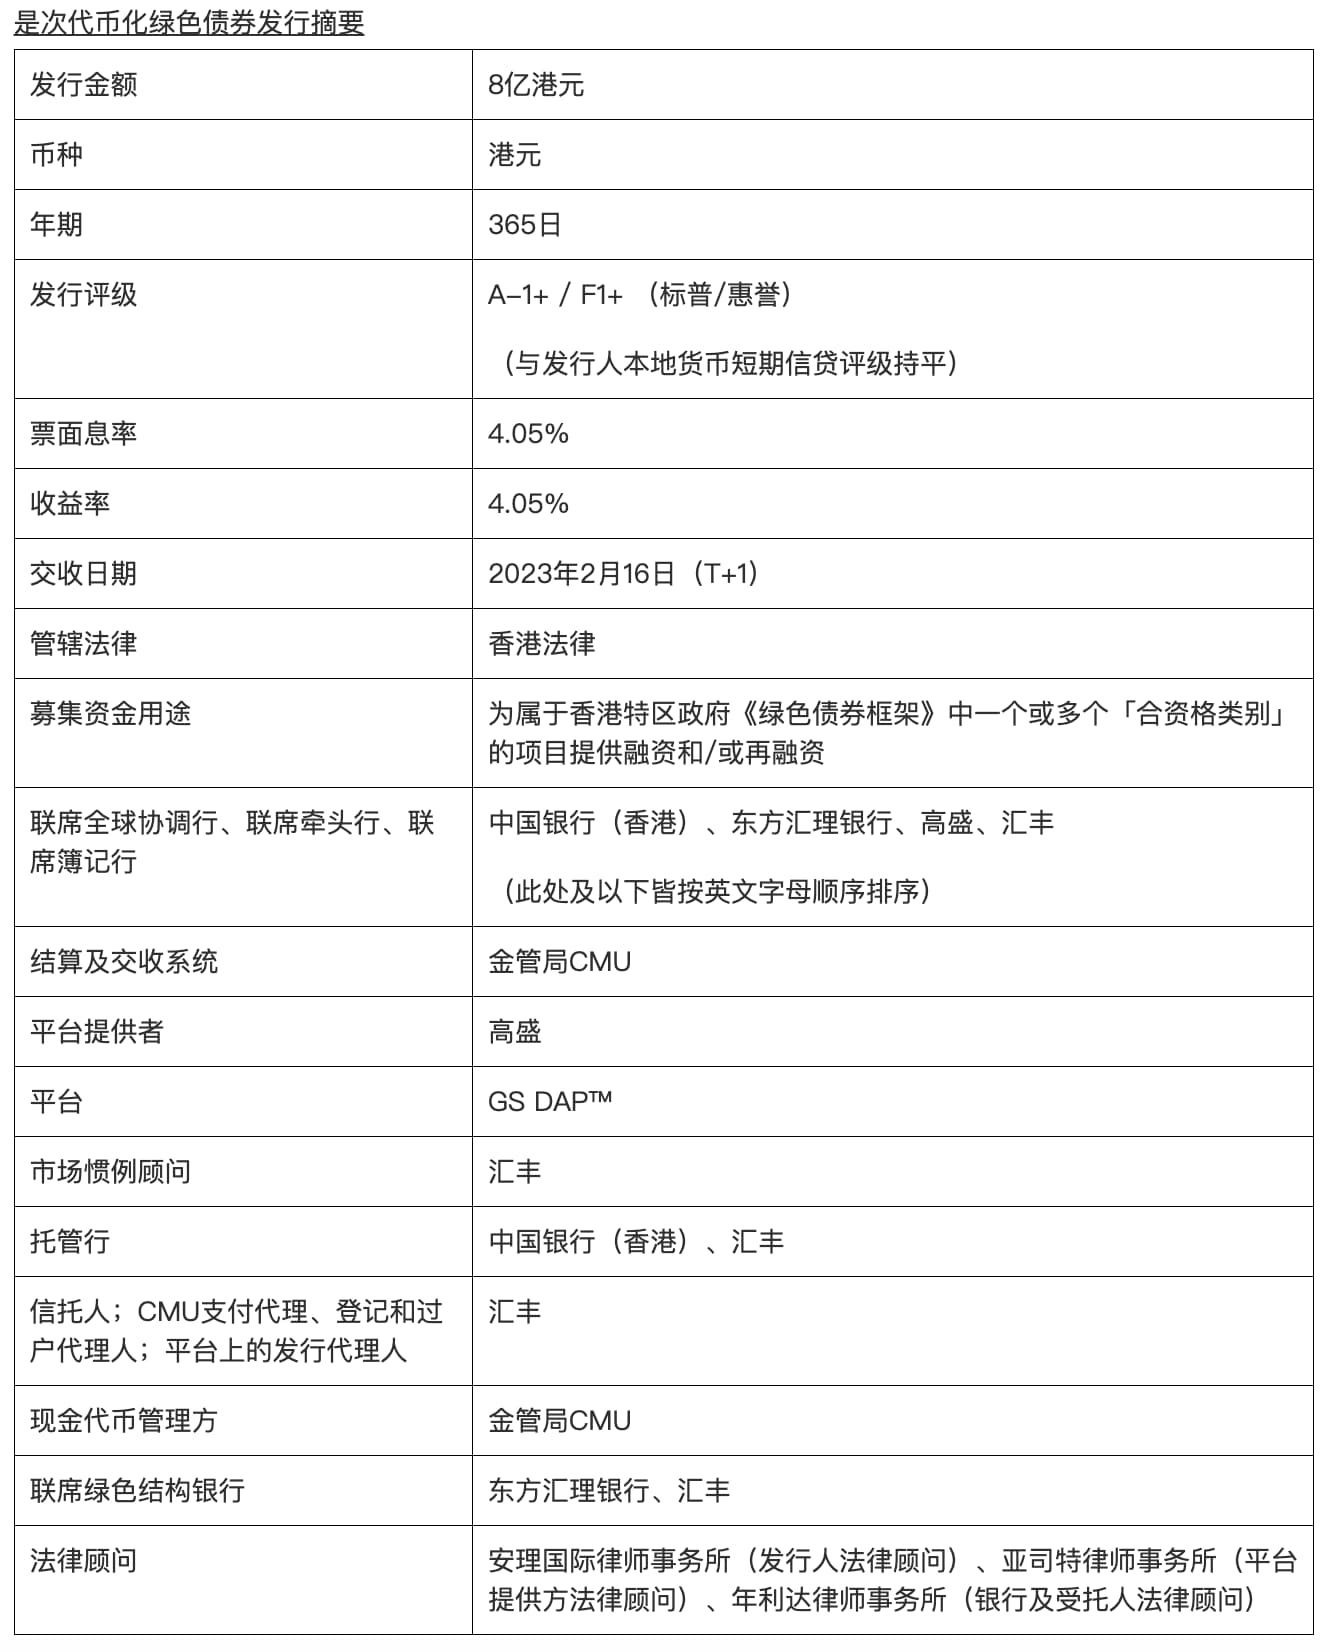 是次代币化绿色债券发行摘要
发行金额
8亿港元
币种
港元
年期
365日
发行评级
A–1+ / F1+ （标普/惠誉）
（与发行人本地货币短期信贷评级持平）
票面息率
4.05%
收益率
4.05%
交收日期
2023年2月16日（T+1）
管辖法律
香港法律
募集资金用途
为属于香港特区政府《绿色债券框架》中一个或多个「合资格类别」
的项目提供融资和/或再融资
联席全球协调行、联席牵头行、联
席簿记行
中国银行（香港）、东方汇理银行、高盛、汇丰
（此处及以下皆按英文字母顺序排序）
结算及交收系统
金管局CMU
平台提供者
高盛
平台
GS DAP™
市场惯例顾问
汇丰
托管行
中国银行（香港）、汇丰
信托人；CMU支付代理、登记和过
户代理人；平台上的发行代理人
汇丰
现金代币管理方
金管局CMU
联席绿色结构银行
东方汇理银行、汇丰
法律顾问
安理国际律师事务所（发行人法律顾问）、亚司特律师事务所（平台
提供方法律顾问）、年利达律师事务所（银行及受托人法律顾问）